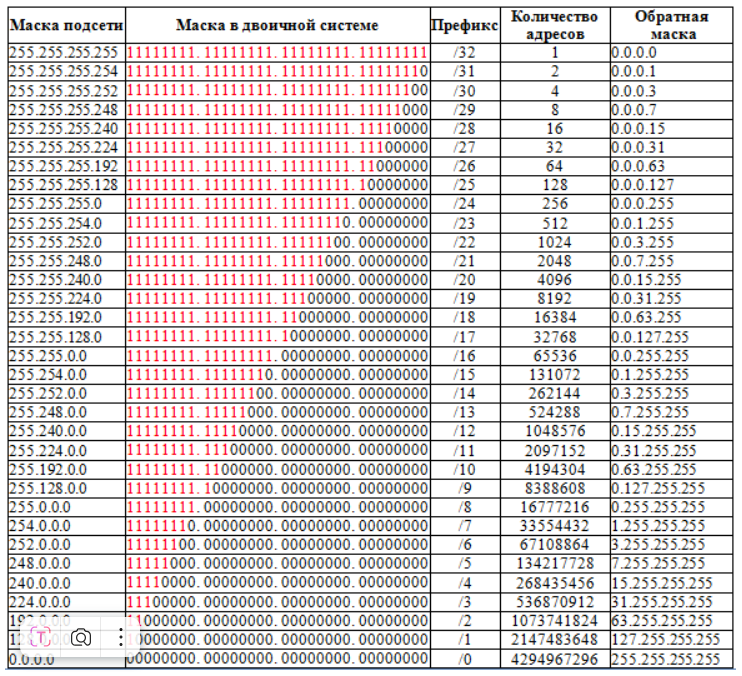 Маска подсети Маска в двоичной системе Префикс Количество адресов Обратная маска
255.255.255.255 11111111.11111111.11111111.11111111 /32 1 0.0.0.0
255.255.255.254 11111111.11111111.11111111.11111110 /31 2 0.0.0.1
255.255.255.252 11111111.11111111.11111111.11111100 /30 4 0.0.0.3
255.255.255.248 11111111.11111111.11111111.11111000 /29 8 0.0.0.7
255.255.255.240 11111111.11111111.11111111.11110000 /28 16 0.0.0.15
255.255.255.224 11111111.11111111.11111111.11100000 /27 32 0.0.0.31
255.255.255.192 11111111.11111111.11111111.11000000 /26 64 0.0.0.63
255.255.255.128 11111111.11111111.11111111.10000000 /25 128 0.0.0.127
255.255.255.0 11111111.11111111.11111111.00000000 /24 256 0.0.0.255
255.255.254.0 11111111.11111111.11111110.00000000 /23 512 0.0.1.255
255.255.252.0 11111111.11111111.11111100.00000000 /22 1024 0.0.3.255
255.255.248.0 11111111.11111111.11111000.00000000 /21 2048 0.0.7.255
255.255.240.0 11111111.11111111.11110000.00000000 /20 4096 0.0.15.255
255.255.224.0 11111111.11111111.11100000.00000000 /19 8192 0.0.31.255
255.255.192.0 11111111.11111111.11000000.00000000 /18 16384 0.0.63.255
255.255.128.0 11111111.11111111.10000000.00000000 /17 32768 0.0.127.255
255.255.0.0 11111111.11111111.00000000.00000000 /16 65536 0.0.255.255
255.254.0.0 11111111.11111110.00000000.00000000 /15 131072 0.1.255.255
255.252.0.0 11111111.11111100.00000000.00000000 /14 262144 0.3.255.255
255.248.0.0 11111111.11111000.00000000.00000000 /13 524288 0.7.255.255
255.240.0.0 11111111.11110000.00000000.00000000 /12 1048576 0.15.255.255
255.224.0.0 11111111.11100000.00000000.00000000 /11 2097152 0.31.255.255
255.192.0.0 11111111.11000000.00000000.00000000 /10 4194304 0.63.255.255
255.128.0.0 11111111.10000000.00000000.00000000 /9 8388608 0.127.255.255
255.0.0.0 11111111.00000000.00000000.00000000 /8 16777216 0.255.255.255
254.0.0.0 11111110.00000000.00000000.00000000 /7 33554432 1.255.255.255
252.0.0.0 11111100.00000000.00000000.00000000 /6 67108864 3.255.255.255
248.0.0.0 11111000.00000000.00000000.00000000 /5 134217728 7.255.255.255
240.0.0.0 11110000.00000000.00000000.00000000 /4 268435456 15.255.255.255
224.0.0.0 11100000.00000000.00000000.00000000 /3 536870912 31.255.255.255
192.0.0.0 11000000.00000000.00000000.00000000 /2 1073741824 63.255.255.255
10000000.00000000.00000000.00000000 /1 2147483648 127.255.255.255
0.0.0.0 00000000.00000000.00000000.00000000 /0 4294967296 255.255.255.255